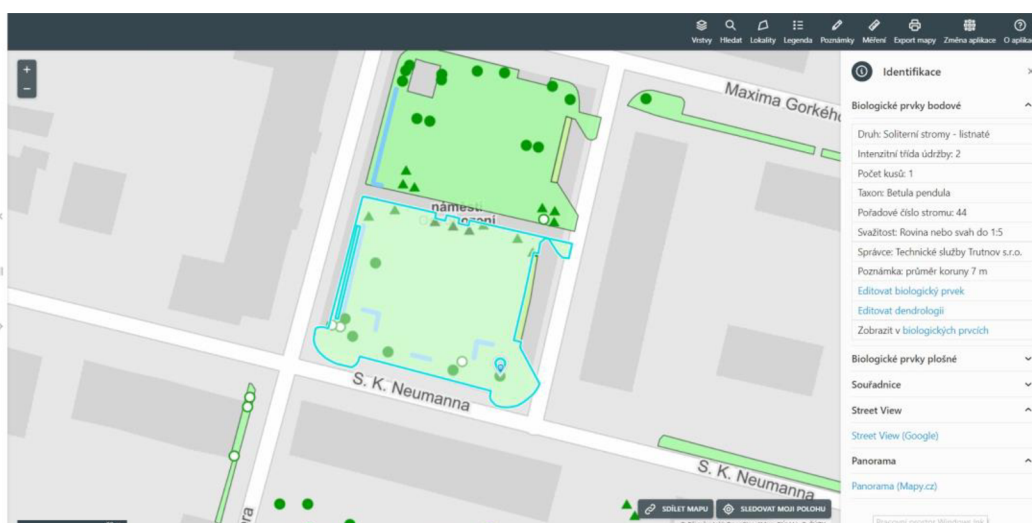 Vrstvy Hledat Lokality Legenda Poznámky Měření Export mapy Změna aplikace O aplikaci
+
−
Identifikace
Biologické prvky bodové
Druh: Soliterní stromy - listnaté
Intenzitní třída údržby: 2
Počet kusů: 1
Taxon: Betula pendula
Pořadové číslo stromu: 44
Svažitost: Rovina nebo svah do 1:5
Správce: Technické služby Trutnov s.r.o.
Poznámka: průměr koruny 7 m
Editovat biologický prvek
Editovat dendrologii
Zobrazit v biologických prvcích
Biologické prvky plošné
Souřadnice
Street View
Street View (Google)
Panorama
Panorama (Mapy.cz)
Maxima Gorkého
náměstí
S. K. Neumanna
S. K. Neumanna
SDÍLET MAPU
SLEDOVAT MOJI POLOHU